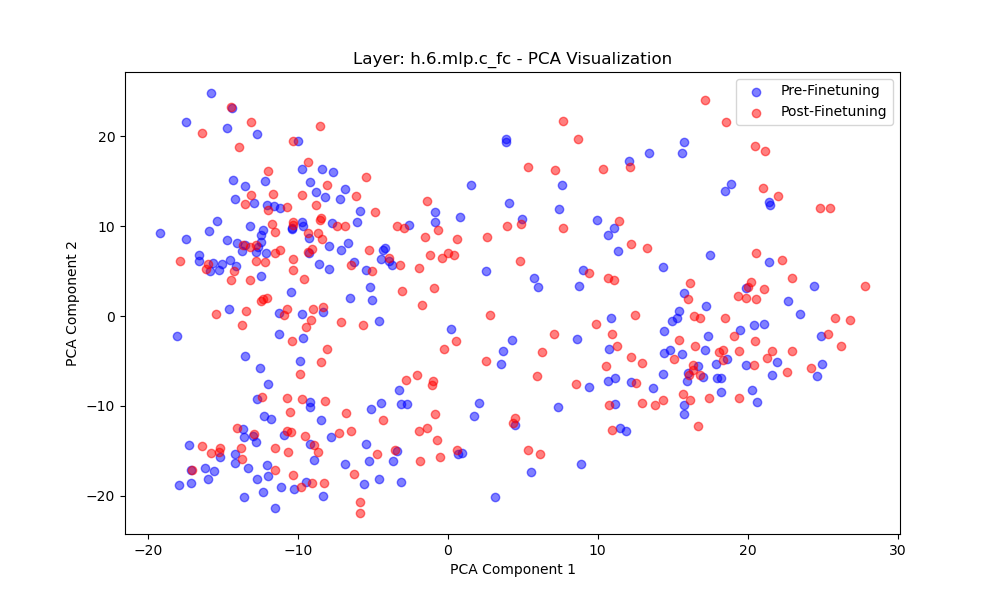 Layer: h.6.mlp.c_fc - PCA Visualization
Pre-Finetuning
Post-Finetuning
20
10
0
−10
−20
PCA Component 2
−20
−10
0
10
20
30
PCA Component 1